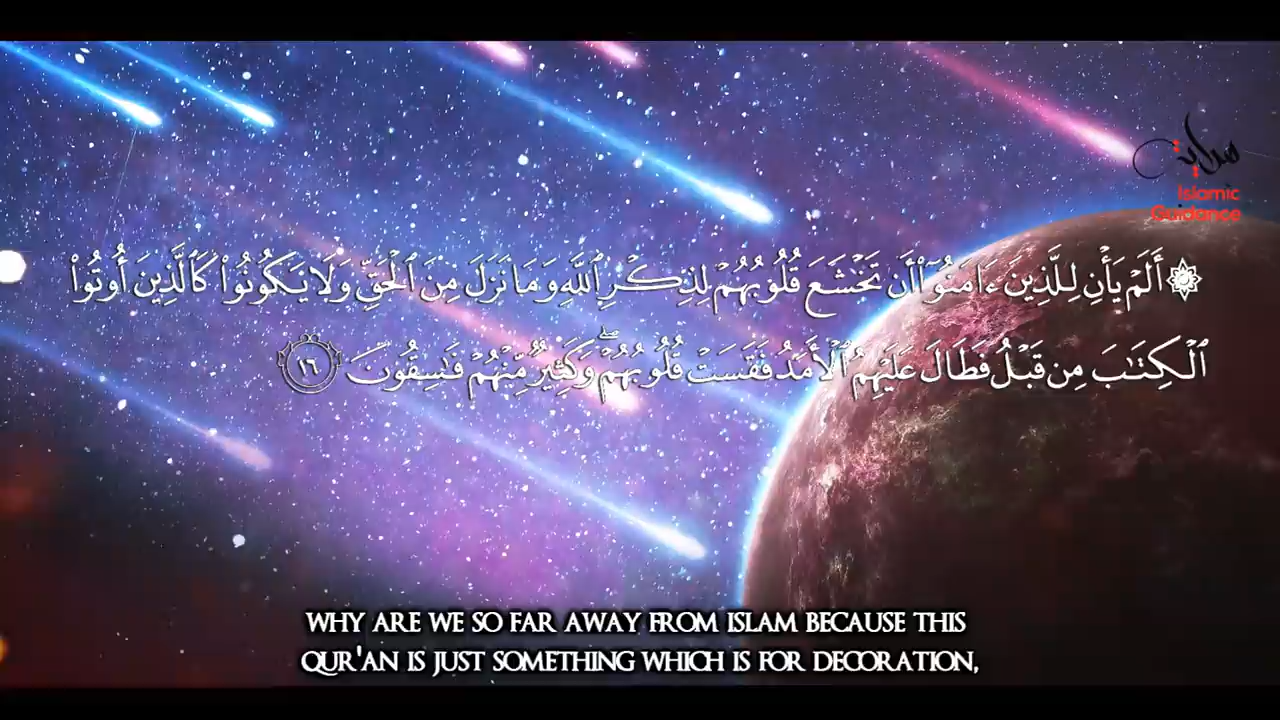 هداية
Islamic
Guidance
۞ أَلَمْ يَأْنِ لِلَّذِينَ ءَامَنُوٓا۟ أَن تَخْشَعَ قُلُوبُهُمْ لِذِكْرِ ٱللَّهِ وَمَا نَزَلَ مِنَ ٱلْحَقِّ وَلَا يَكُونُوا۟ كَٱلَّذِينَ أُوتُوا۟
ٱلْكِتَٰبَ مِن قَبْلُ فَطَالَ عَلَيْهِمُ ٱلْأَمَدُ فَقَسَتْ قُلُوبُهُمْ ۖ وَكَثِيرٌ مِّنْهُمْ فَٰسِقُونَ ١٦
WHY ARE WE SO FAR AWAY FROM ISLAM BECAUSE THIS
QUR'AN IS JUST SOMETHING WHICH IS FOR DECORATION,